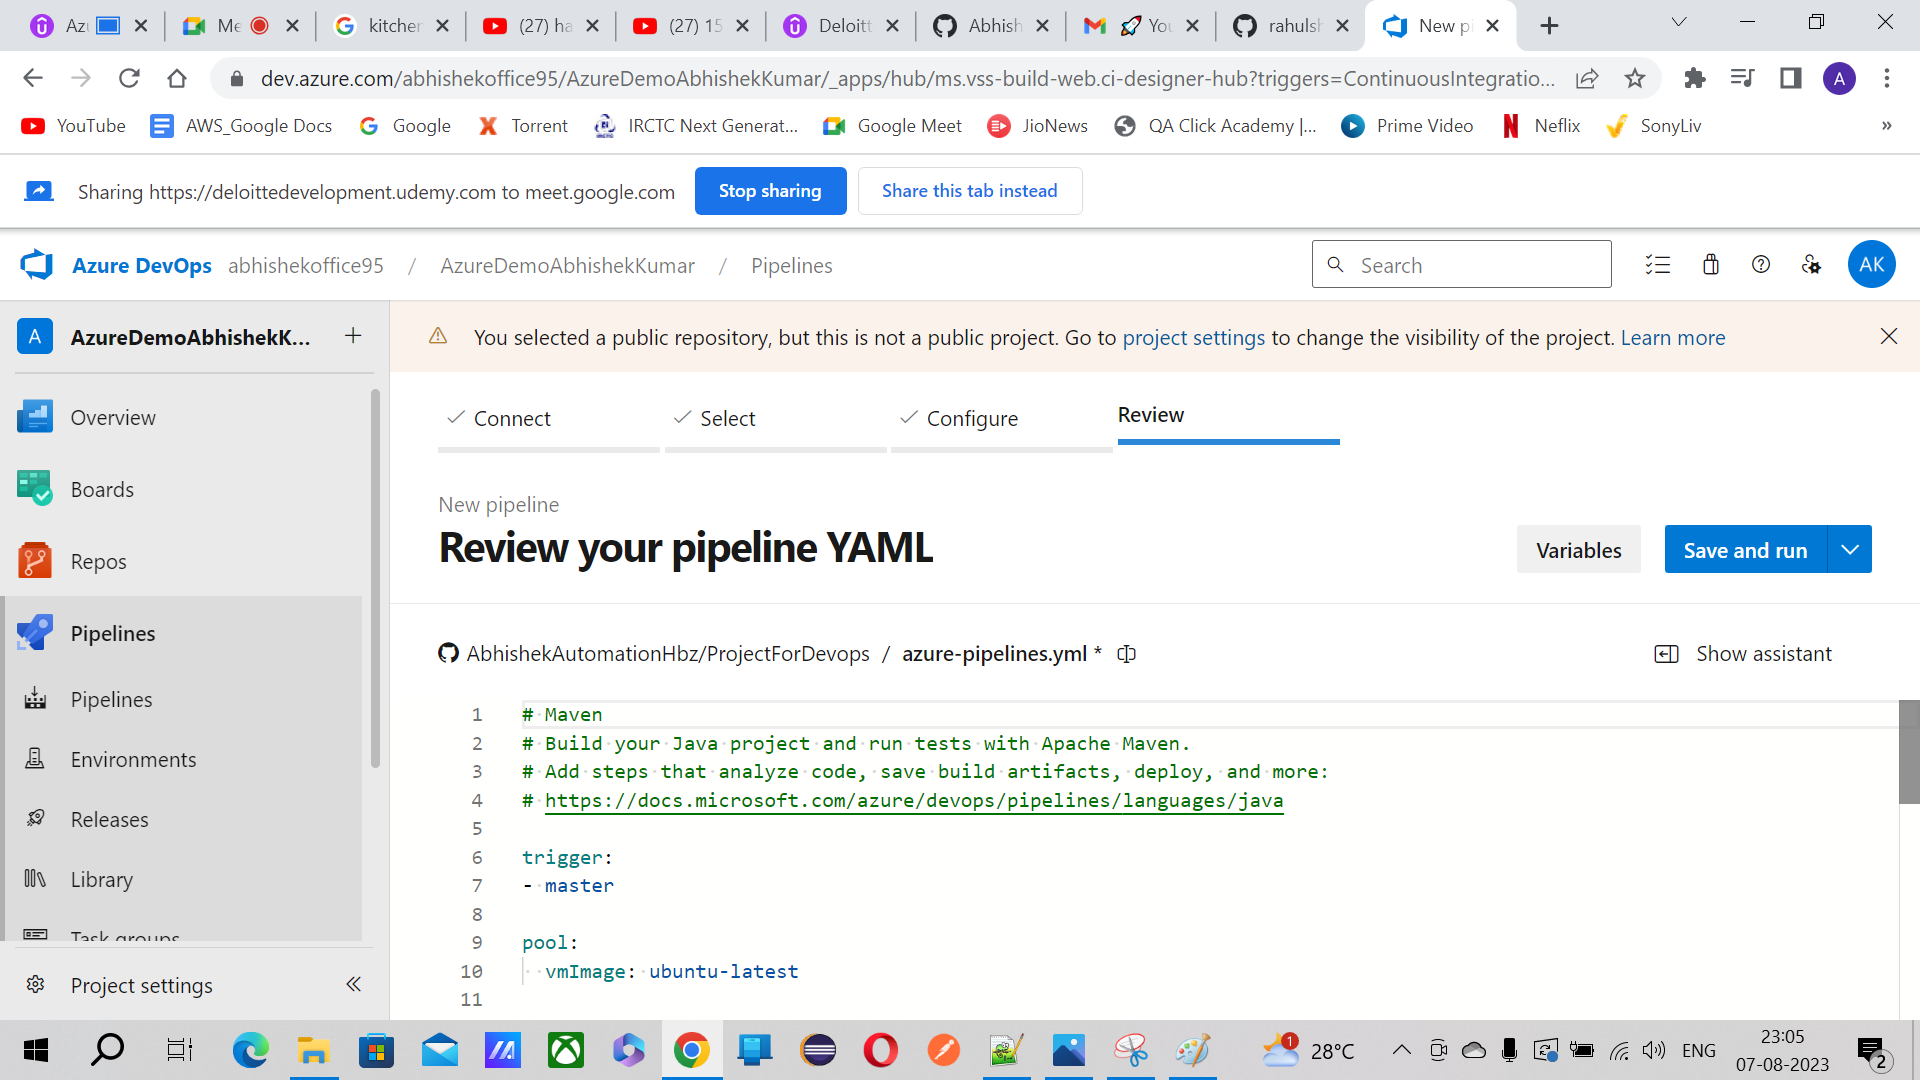 Az
Me
kitcher
(27) ha
(27) 15
Deloitt
Abhish
🚀 You
rahulsh
New pi
dev.azure.com/abhishekoffice95/AzureDemoAbhishekKumar/_apps/hub/ms.vss-build-web.ci-designer-hub?triggers=ContinuousIntegratio...
A
YouTube
AWS_Google Docs
Google
Torrent
IRCTC Next Generat...
Google Meet
JioNews
QA Click Academy |...
Prime Video
Neflix
SonyLiv
»
Sharing https://deloittedevelopment.udemy.com to meet.google.com
Stop sharing
Share this tab instead
Azure DevOps abhishekoffice95 / AzureDemoAbhishekKumar / Pipelines
Search
AK
A AzureDemoAbhishekK... +
You selected a public repository, but this is not a public project. Go to project settings to change the visibility of the project. Learn more
Overview
Boards
Repos
Pipelines
Pipelines
Environments
Releases
Library
Task groups
Project settings
Connect
Select
Configure
Review
New pipeline
Review your pipeline YAML
Variables
Save and run
AbhishekAutomationHbz/ProjectForDevops / azure-pipelines.yml *
Show assistant
1 # Maven
2 # Build your Java project and run tests with Apache Maven.
3 # Add steps that analyze code, save build artifacts, deploy, and more:
4 # https://docs.microsoft.com/azure/devops/pipelines/languages/java
5
6 trigger:
7 - master
8
9 pool:
10 vmImage: ubuntu-latest
11
1
28°C
ENG
23:05
07-08-2023
2